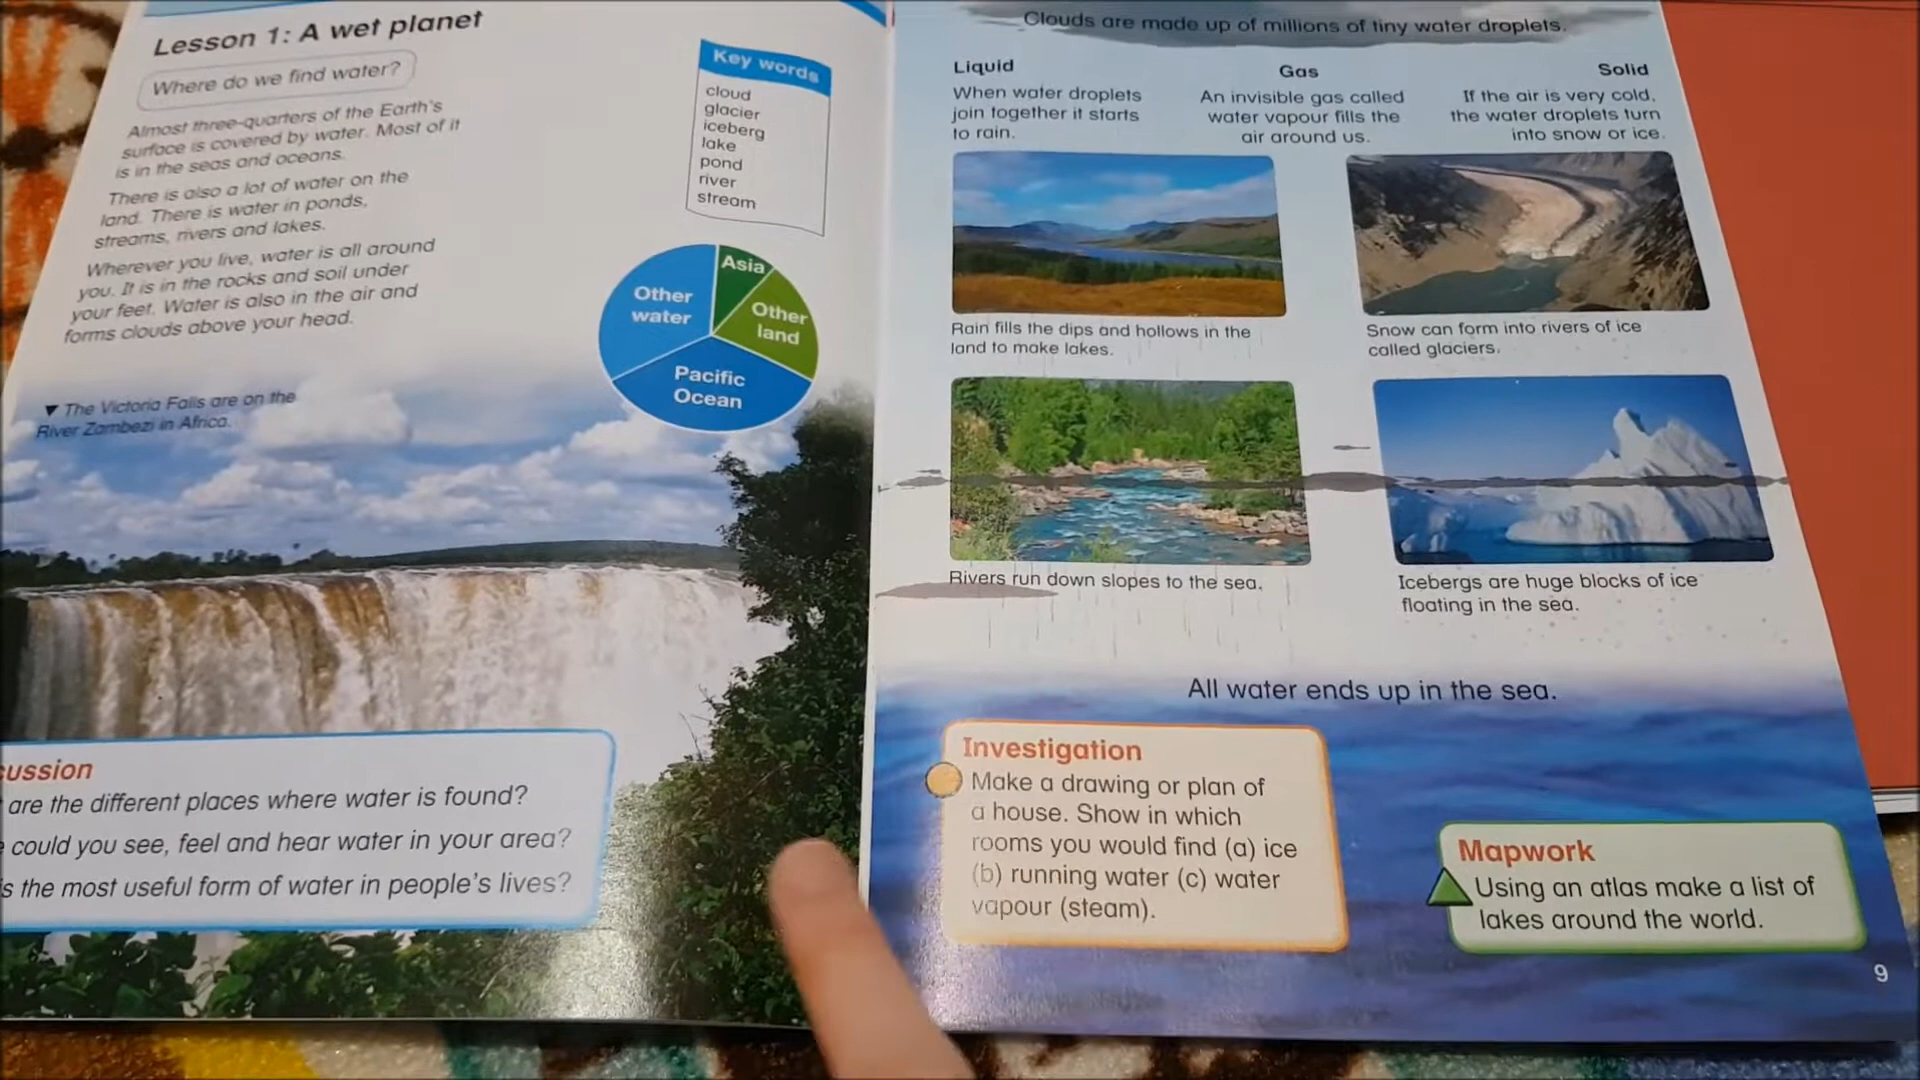 Lesson 1: A wet planet
Where do we find water?
Almost three-quarters of the Earth's
surface is covered by water. Most of it
is in the seas and oceans.
There is also a lot of water on the
land. There is water in ponds,
streams, rivers and lakes.
Wherever you live, water is all around
you. It is in the rocks and soil under
your feet. Water is also in the air and
forms clouds above your head.
Key words
cloud
glacier
iceberg
lake
pond
river
stream
Asia
Other
land
Other
water
Pacific
Ocean
▼ The Victoria Falls are on the
River Zambezi in Africa.
cussion
are the different places where water is found?
could you see, feel and hear water in your area?
s the most useful form of water in people's lives?
Clouds are made up of millions of tiny water droplets.
Liquid
When water droplets
join together it starts
to rain.
Gas
An invisible gas called
water vapour fills the
air around us.
Solid
If the air is very cold,
the water droplets turn
into snow or ice.
Rain fills the dips and hollows in the
land to make lakes.
Snow can form into rivers of ice
called glaciers.
Rivers run down slopes to the sea.
Icebergs are huge blocks of ice
floating in the sea.
All water ends up in the sea.
Investigation
Make a drawing or plan of
a house. Show in which
rooms you would find (a) ice
(b) running water (c) water
vapour (steam).
Mapwork
Using an atlas make a list of
lakes around the world.
9